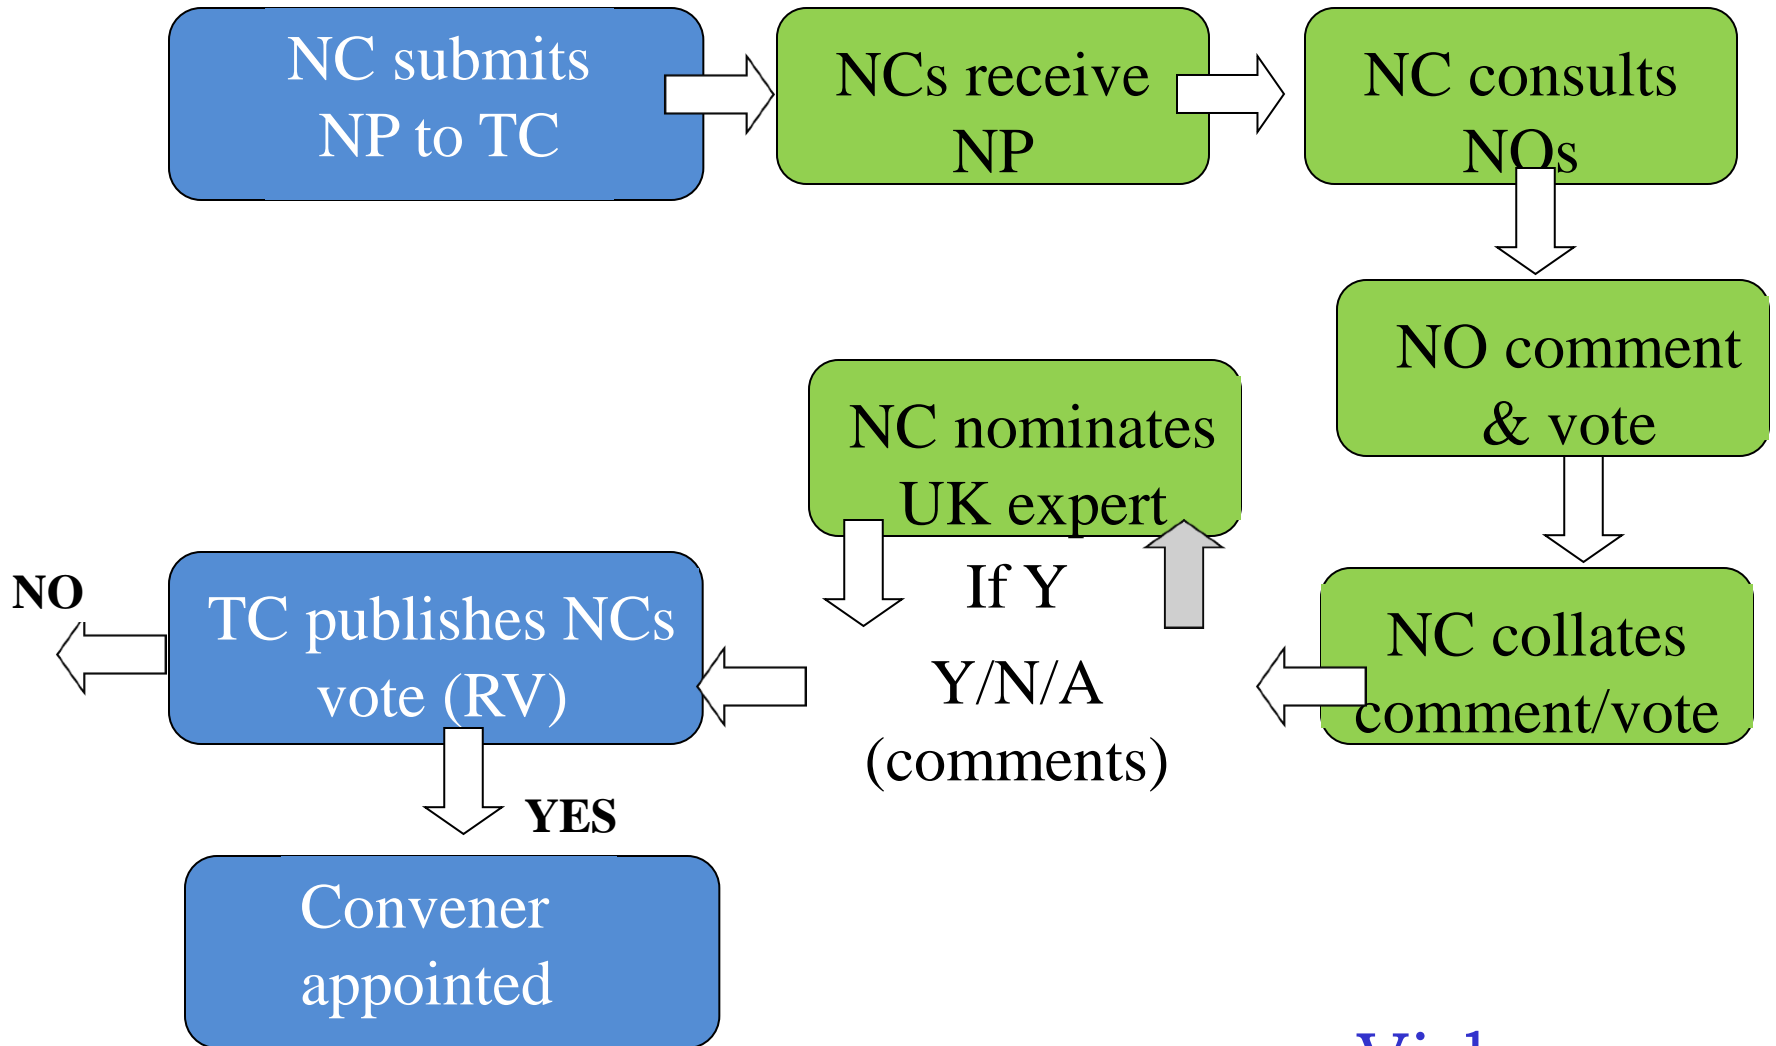 NC submits
NP to TC
NCs receive
NP
NC consults
NOs
NO comment
& vote
NC collates
comment/vote
NC nominates
UK expert
If Y
Y/N/A
(comments)
TC publishes NCs
vote (RV)
NO
YES
Convener
appointed